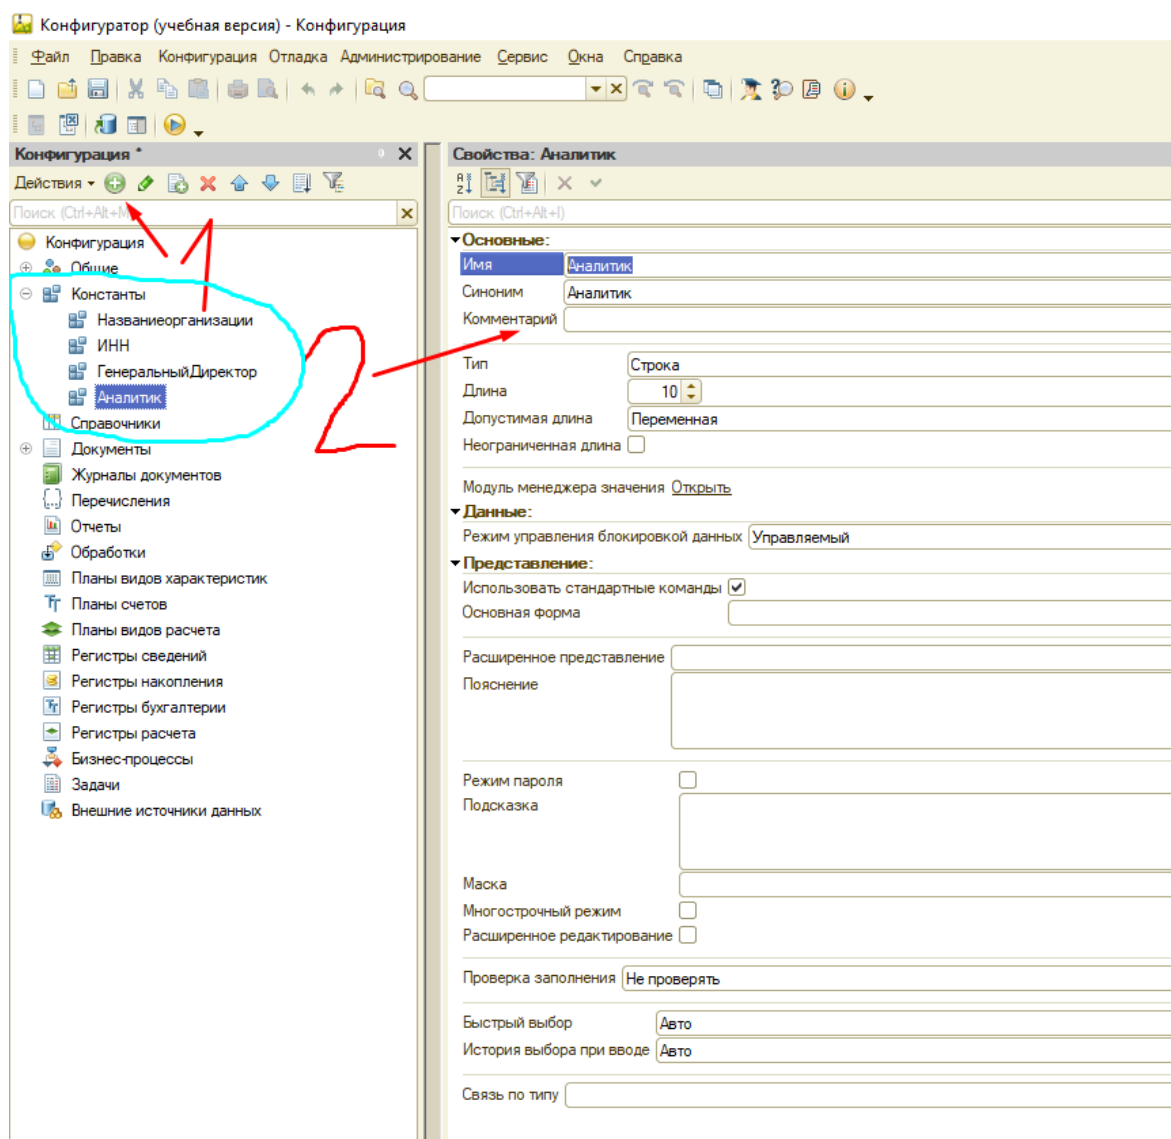 Конфигуратор (учебная версия) - Конфигурация
Файл Правка Конфигурация Отладка Администрирование Сервис Окна Справка
Конфигурация *
Действия
Поиск (Ctrl+Alt+M
1
Конфигурация
Общие
Константы
Названиеорганизации
ИНН
ГенеральныйДиректор
Аналитик
2
Справочники
Документы
Журналы документов
Перечисления
Отчеты
Обработки
Планы видов характеристик
Планы счетов
Планы видов расчета
Регистры сведений
Регистры накопления
Регистры бухгалтерии
Регистры расчета
Бизнес-процессы
Задачи
Внешние источники данных
Свойства: Аналитик
Поиск (Ctrl+Alt+I)
Основные:
Имя Аналитик
Синоним Аналитик
Комментарий
Тип Строка
Длина 10
Допустимая длина Переменная
Неограниченная длина
Модуль менеджера значения Открыть
Данные:
Режим управления блокировкой данных Управляемый
Представление:
Использовать стандартные команды
Основная форма
Расширенное представление
Пояснение
Режим пароля
Подсказка
Маска
Многострочный режим
Расширенное редактирование
Проверка заполнения Не проверять
Быстрый выбор Авто
История выбора при вводе Авто
Связь по типу